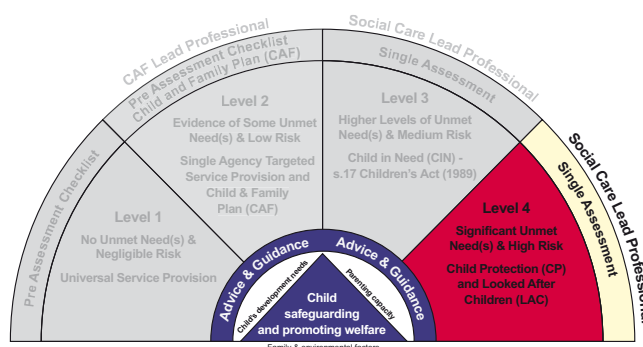 CAF Lead Professional
Pre Assessment Checklist
Child and Family Plan (CAF)
Social Care Lead Professional
Single Assessment
Pre Assessment Checklist
Level 1
No Unmet Need(s) &
Negligible Risk
Universal Service Provision
Level 2
Evidence of Some Unmet
Need(s) & Low Risk
Single Agency Targeted
Service Provision and
Child & Family
Plan (CAF)
Level 3
Higher Levels of Unmet
Need(s) & Medium Risk
Child in Need (CIN) -
s.17 Children's Act (1989)
Social Care Lead Professional
Single Assessment
Level 4
Significant Unmet
Need(s) & High Risk
Child Protection (CP)
and Looked After
Children (LAC)
Advice & Guidance
Advice & Guidance
Child's development needs
Parenting capacity
Child
safeguarding
and promoting welfare
Family & environmental factors